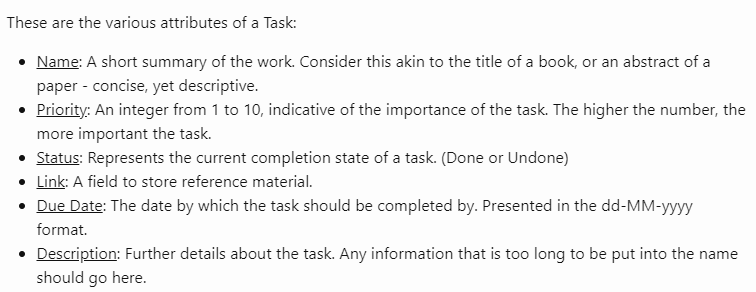 These are the various attributes of a Task:
• Name: A short summary of the work. Consider this akin to the title of a book, or an abstract of a
paper - concise, yet descriptive.
• Priority: An integer from 1 to 10, indicative of the importance of the task. The higher the number, the
more important the task.
• Status: Represents the current completion state of a task. (Done or Undone)
• Link: A field to store reference material.
• Due Date: The date by which the task should be completed by. Presented in the dd-MM-yyyy
format.
• Description: Further details about the task. Any information that is too long to be put into the name
should go here.